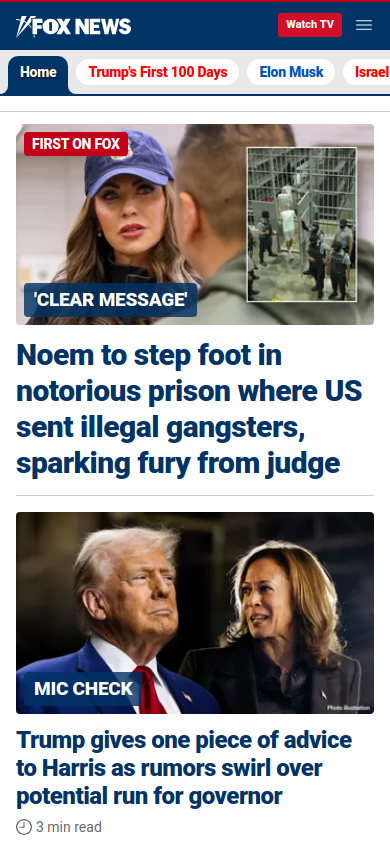 FOX NEWS
Watch TV
Home
Trump's First 100 Days
Elon Musk
Israel
FIRST ON FOX
'CLEAR MESSAGE'
Noem to step foot in
notorious prison where US
sent illegal gangsters,
sparking fury from judge
MIC CHECK
Photo illustration
Trump gives one piece of advice
to Harris as rumors swirl over
potential run for governor
3 min read